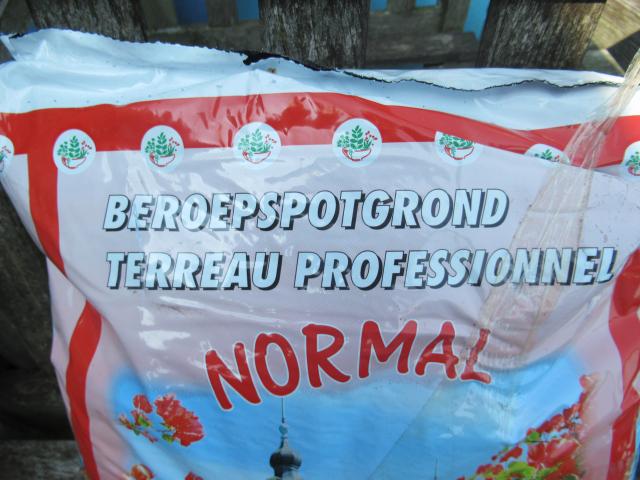 BEROEPSPOTGROND
TERREAU PROFESSIONNEL
NORMAL